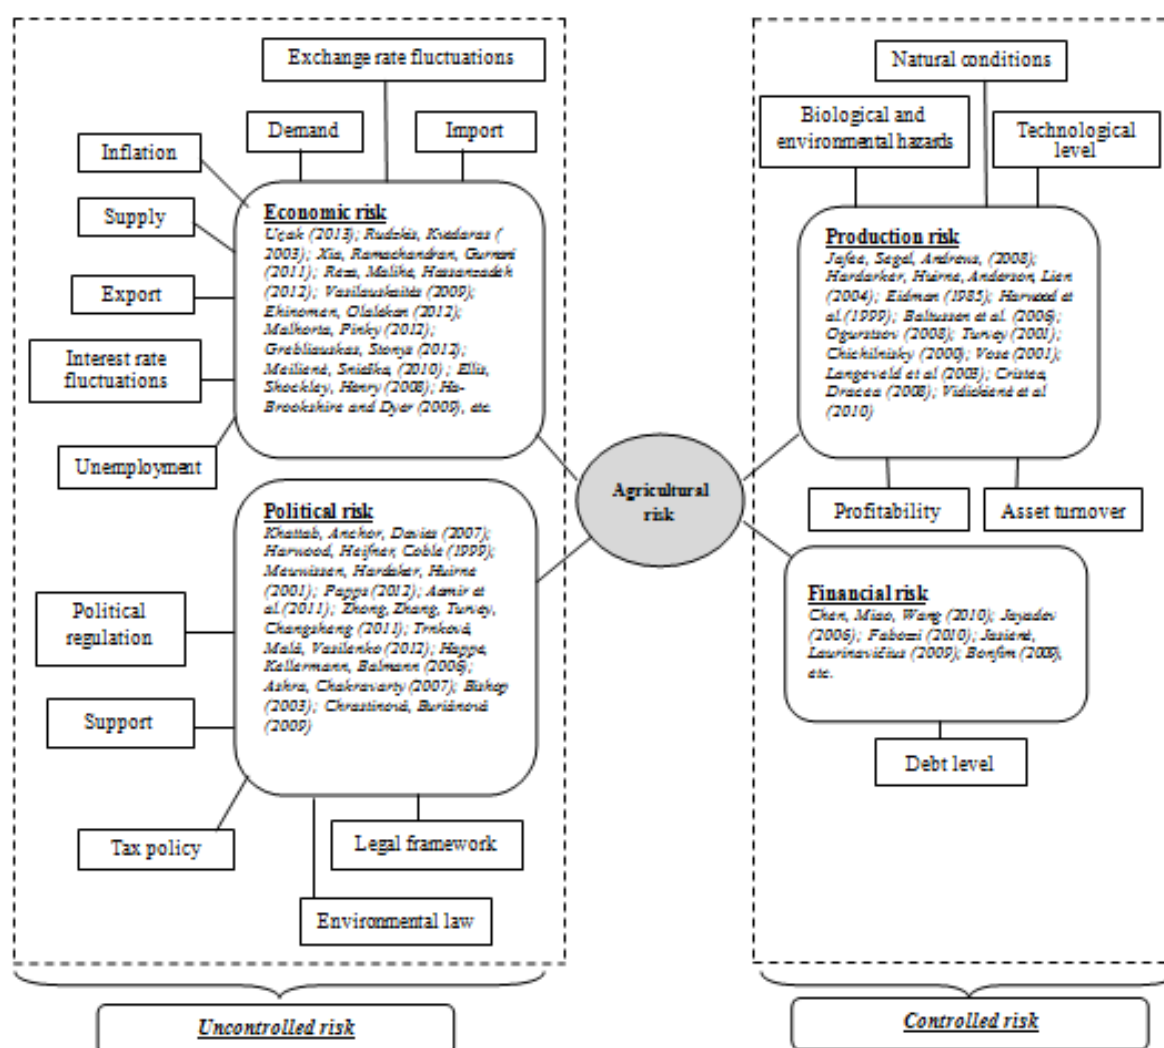 Exchange rate fluctuations
Demand
Import
Inflation
Supply
Export
Interest rate
fluctuations
Unemployment
Economic risk
Uçak (2013); Rudzkis, Kvedaras (
2003); Xia, Ramachandran, Gurnani
(2011); Reza, Malihe, Hassanzadeh
(2012); Vasilauskaitės (2009);
Ehinomen, Olalekan (2012);
Malhorta, Pinky (2012);
Grebliauskas, Stonys (2012);
Meilienė, Snieška, (2010) ; Ellis,
Shockley, Henry (2008); Ha-
Brookshire and Dyer (2009), etc.
Political risk
Khattab, Anchor, Davies (2007);
Harwood, Heifner, Coble (1999);
Meuwissen, Hardaker, Huirne
(2001); Papps (2012); Aamir et
al.(2011); Zhong, Zhang, Turvey,
Changsheng (2011); Trnková,
Malá, Vasilenko (2012); Happe,
Kellermann, Balmann (2006);
Ashra, Chakravarty (2007); Bishop
(2003); Chrastinová, Buriánová
(2009)
Political
regulation
Support
Tax policy
Legal framework
Environmental law
Uncontrolled risk
Agricultural
risk
Natural conditions
Biological and
environmental hazards
Technological
level
Production risk
Jafee, Segel, Andrews, (2008);
Hardarker, Huirne, Anderson, Lien
(2004); Eidman (1985); Harwood et
al.(1999); Baltussen et al. (2006);
Ogurstsov (2008); Turvey (2001);
Chichilnisky (2000); Vose (2001);
Langeveld et al (2003); Cristea,
Dracea (2008); Vidickienė et al
(2010)
Profitability
Asset turnover
Financial risk
Chen, Miao, Wang (2010); Jayadev
(2006); Fabozzi (2010); Jasienė,
Laurinavičius (2009); Bonfim (2009),
etc.
Debt level
Controlled risk